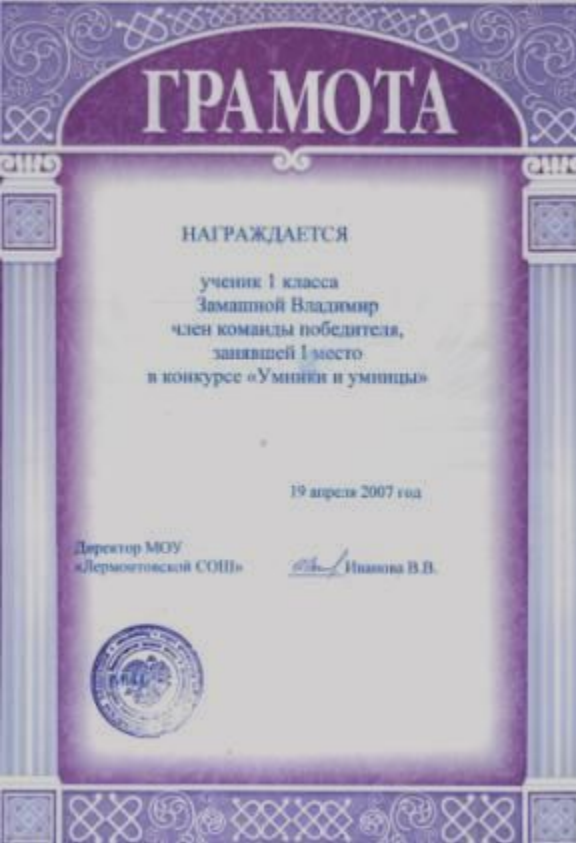 ГРАМОТА
НАГРАЖДАЕТСЯ
ученик 1 класса
Замашной Владимир
член команды победителя,
занявшей 1 место
в конкурсе «Умники и умницы»
19 апреля 2007 год
Директор МОУ
«Лермонтовской СОШ» Иванова В.В.